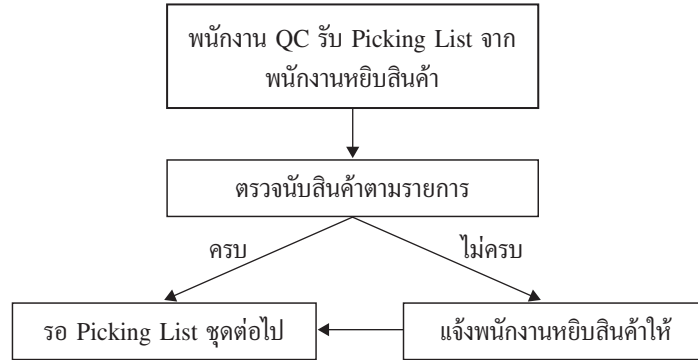 พนักงาน QC รับ Picking List จาก
พนักงานหยิบสินค้า
ตรวจนับสินค้าตามรายการ
ครบ
ไม่ครบ
รอ Picking List ชุดต่อไป
แจ้งพนักงานหยิบสินค้าให้